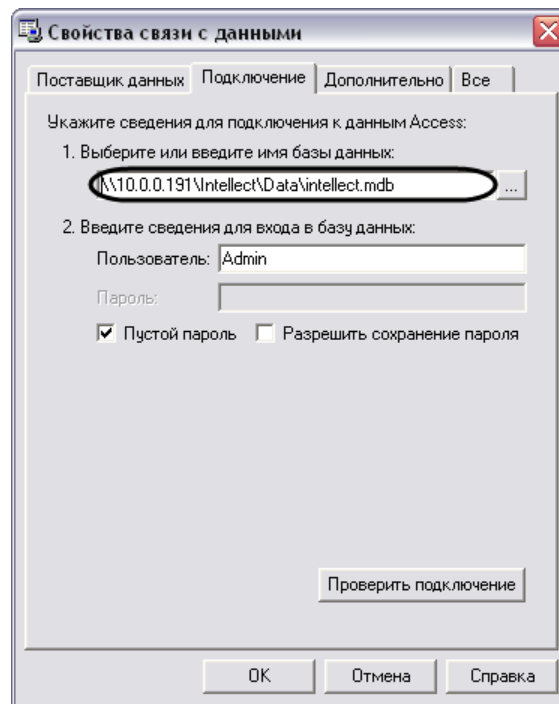 Свойства связи с данными
Поставщик данных Подключение Дополнительно Все
Укажите сведения для подключения к данным Access:
1. Выберите или введите имя базы данных:
\\10.0.0.191\Intellect\Data\intellect.mdb ...
2. Введите сведения для входа в базу данных:
Пользователь: Admin
Пароль:
Пустой пароль Разрешить сохранение пароля
Проверить подключение
OK Отмена Справка